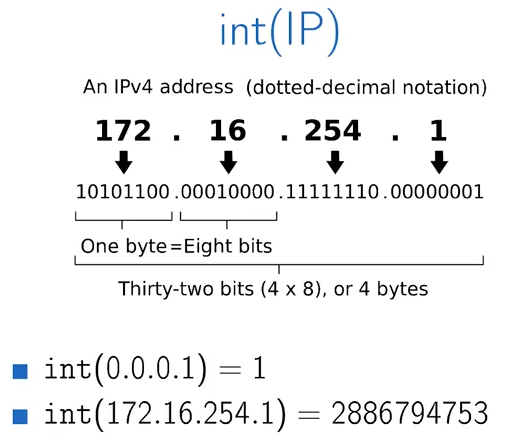 int(IP)
An IPv4 address (dotted-decimal notation)
172 . 16 . 254 . 1
10101100.00010000.11111110.00000001
One byte=Eight bits
Thirty-two bits (4 x 8), or 4 bytes
int(0.0.0.1) = 1
int(172.16.254.1) = 2886794753